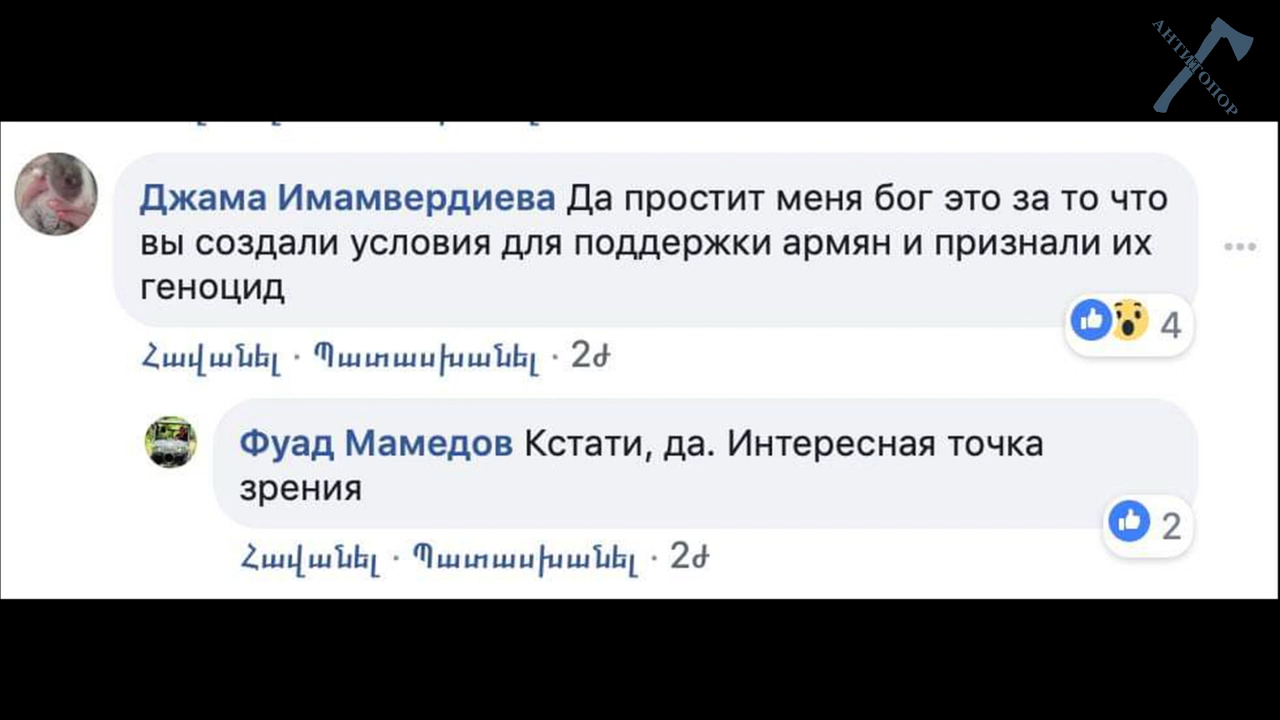 АНТИТОПОР
Джама Имамвердиева Да простит меня бог это за то что
вы создали условия для поддержки армян и признали их
геноцид
4
Հավանել · Պատասխանել · 2ժ
Фуад Мамедов Кстати, да. Интересная точка
зрения
2
Հավանել · Պատասխանել · 2ժ